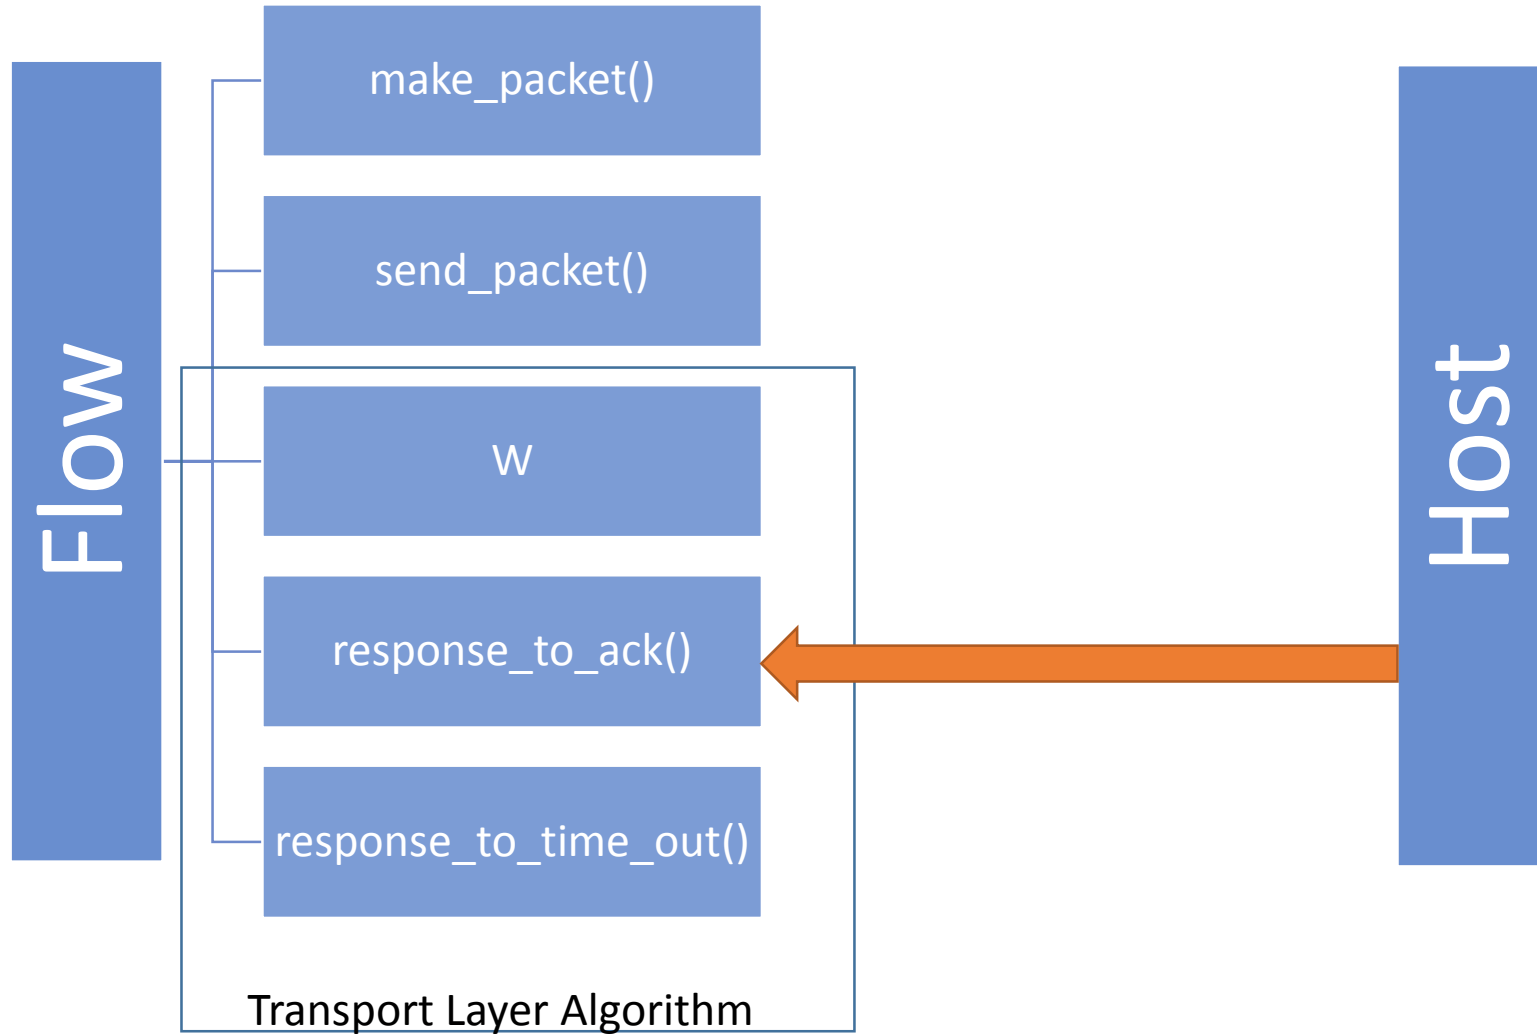 Flow
make_packet()
send_packet()
W
response_to_ack()
response_to_time_out()
Transport Layer Algorithm
Host